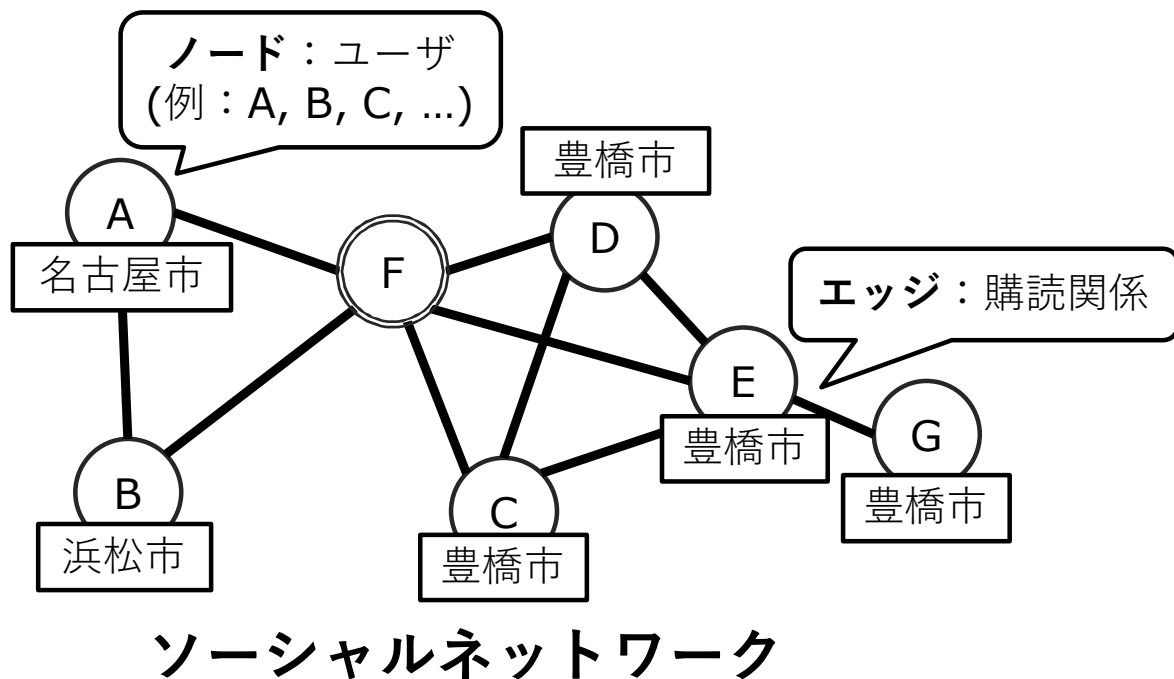 ノード：ユーザ
(例：A, B, C, …)
豊橋市
A
D
F
名古屋市
エッジ：購読関係
E
G
B
豊橋市
C
豊橋市
浜松市
豊橋市
ソーシャルネットワーク